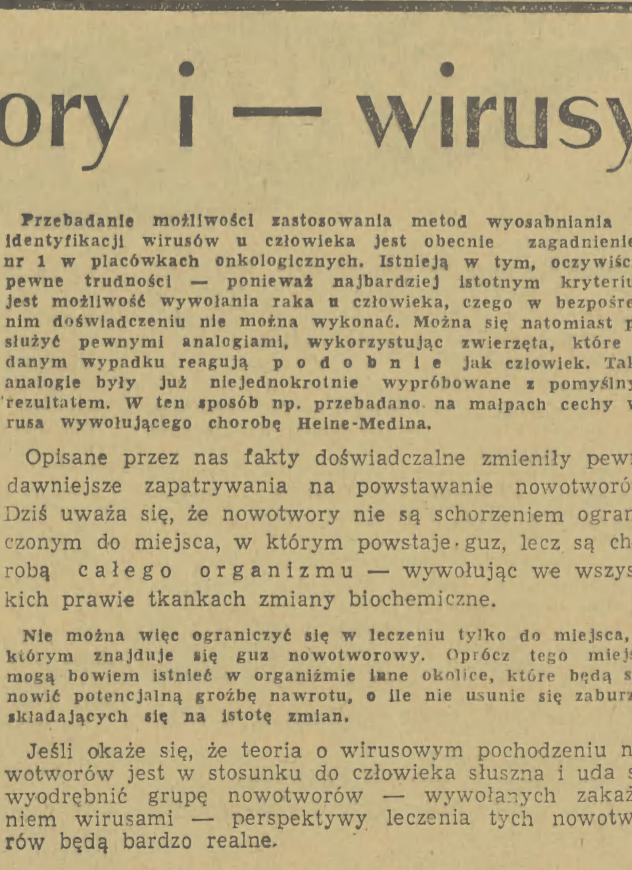 ory i — wirusy
Przebadanie możliwości zastosowania metod wyosabniania
identyfikacji wirusów u człowieka jest obecnie zagadnienie
nr 1 w placówkach onkologicznych. Istnieją w tym, oczywiśc
pewne trudności — ponieważ najbardziej istotnym kryteriu
jest możliwość wywołania raka u człowieka, czego w bezpośre
nim doświadczeniu nie można wykonać. Można się natomiast p
służyć pewnymi analogiami, wykorzystując zwierzęta, które
danym wypadku reagują p o d o b n i e jak człowiek. Tak
analogie były już niejednokrotnie wypróbowane z pomyślny
rezultatem. W ten sposób np. przebadano na małpach cechy w
rusa wywołującego chorobę Heine-Medina.
Opisane przez nas fakty doświadczalne zmieniły pew
dawniejsze zapatrywania na powstawanie nowotworó
Dziś uważa się, że nowotwory nie są schorzeniem ogran
czonym do miejsca, w którym powstaje guz, lecz są ch
robą c a ł e g o o r g a n i z m u — wywołując we wszys
kich prawie tkankach zmiany biochemiczne.
Nie można więc ograniczyć się w leczeniu tylko do miejsca,
którym znajduje się guz nowotworowy. Oprócz tego miejs
mogą bowiem istnieć w organiźmie inne okolice, które będą s
nowić potencjalną groźbę nawrotu, o ile nie usunie się zaburz
składających się na istotę zmian.
Jeśli okaże się, że teoria o wirusowym pochodzeniu n
wotworów jest w stosunku do człowieka słuszna i uda s
wyodrębnić grupę nowotworów — wywołanych zakaż
niem wirusami — perspektywy leczenia tych nowotw
rów będą bardzo realne.